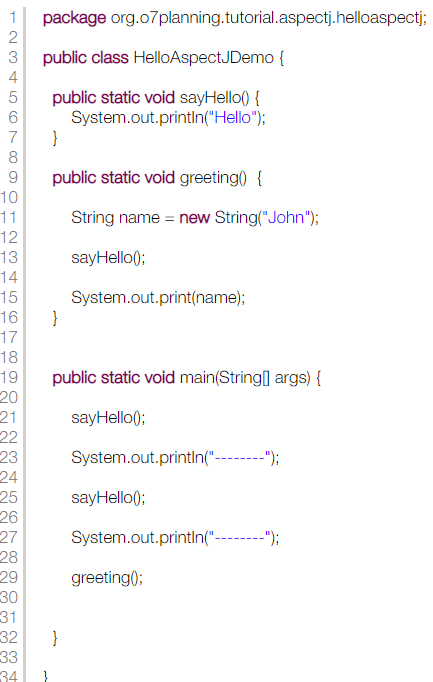 1 package org.o7planning.tutorial.aspectj.helloaspectj;
2
3 public class HelloAspectJDemo {
4
5 public static void sayHello() {
6 System.out.println("Hello");
7 }
8
9 public static void greeting()  {
10
11 String name = new String("John");
12
13 sayHello();
14
15 System.out.print(name);
16 }
17
18
19 public static void main(String[] args) {
20
21 sayHello();
22
23 System.out.println("--------");
24
25 sayHello();
26
27 System.out.println("--------");
28
29 greeting();
30
31
32 }
33
34 }